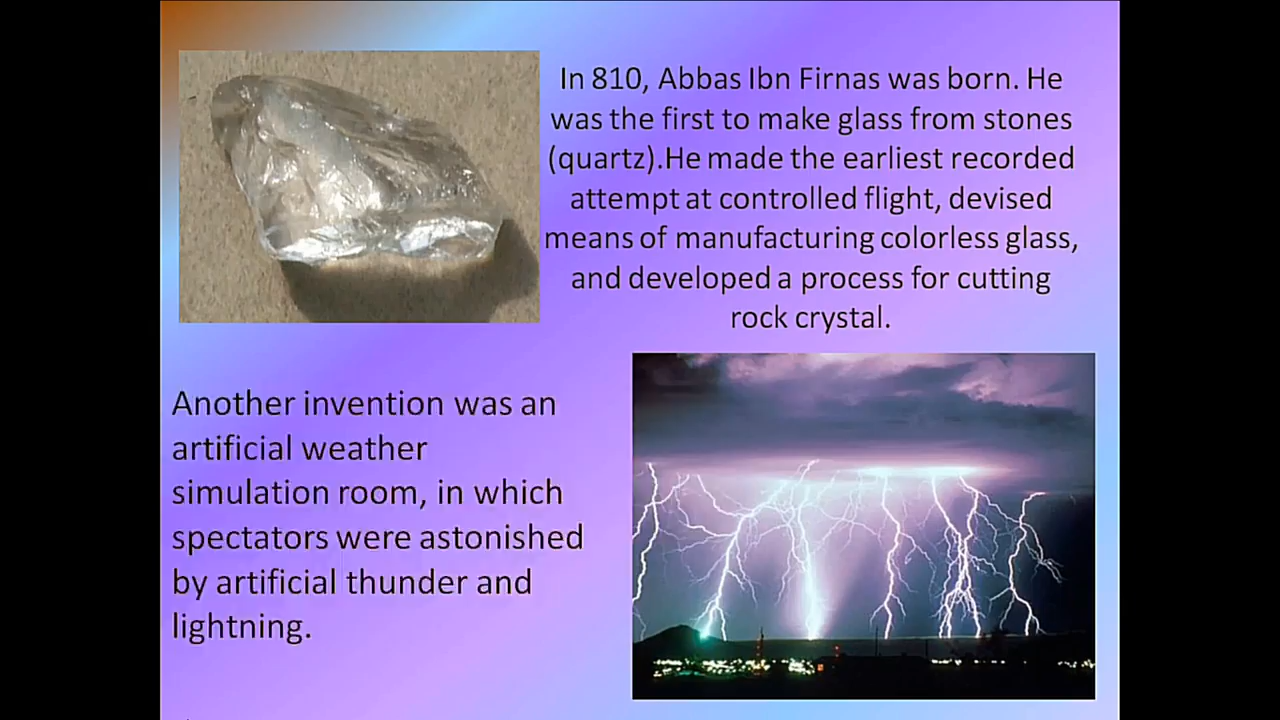 In 810, Abbas Ibn Firnas was born. He
was the first to make glass from stones
(quartz).He made the earliest recorded
attempt at controlled flight, devised
means of manufacturing colorless glass,
and developed a process for cutting
rock crystal.
Another invention was an
artificial weather
simulation room, in which
spectators were astonished
by artificial thunder and
lightning.